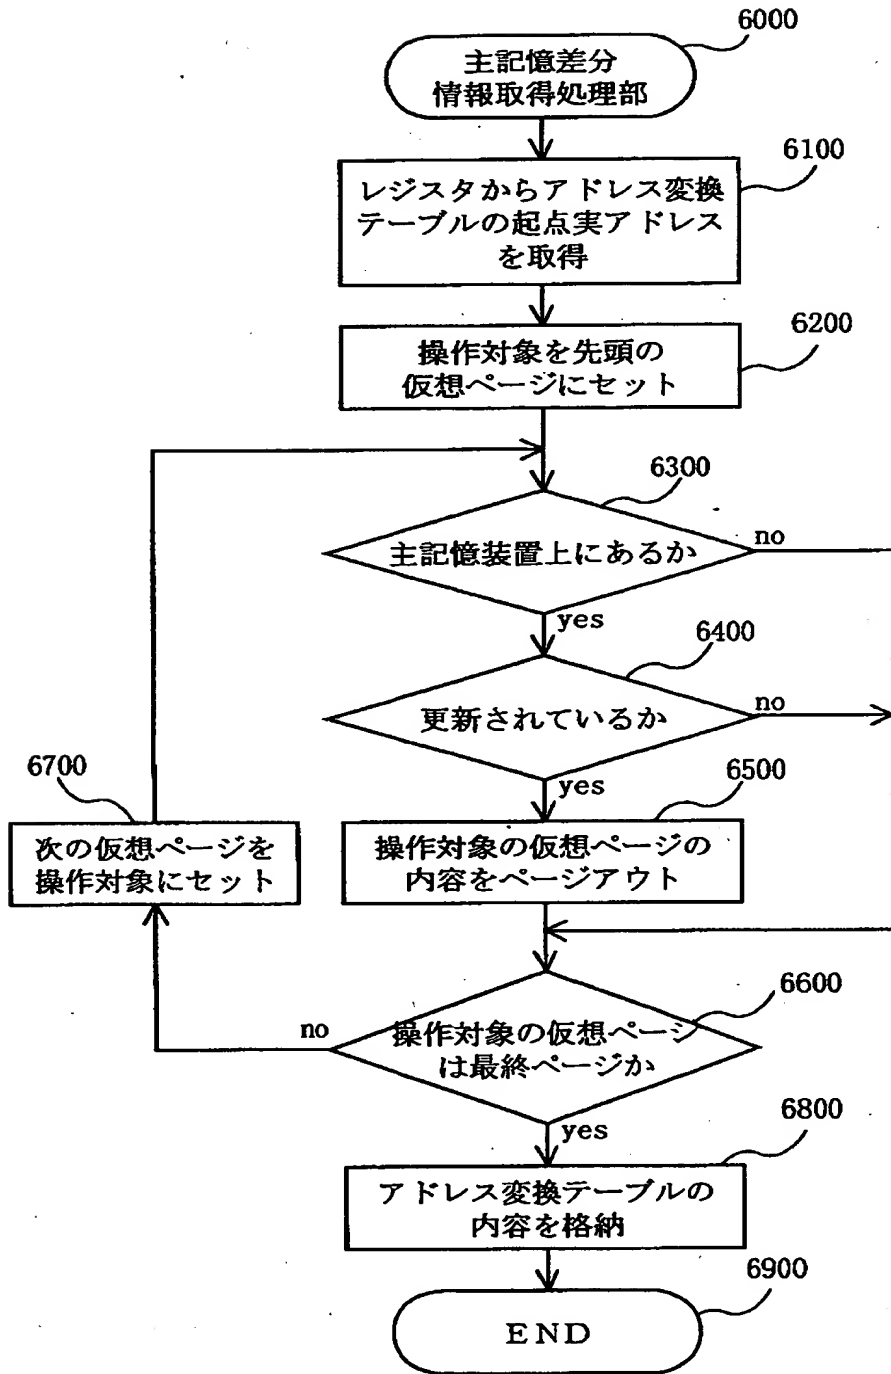 6000
主記憶差分
情報取得処理部
6100
レジスタからアドレス変換
テーブルの起点実アドレス
を取得
6200
操作対象を先頭の
仮想ページにセット
6300
主記憶装置上にあるか
no
yes
6400
更新されているか
no
yes
6500
操作対象の仮想ページの
内容をページアウト
6700
次の仮想ページを
操作対象にセット
6600
操作対象の仮想ページ
は最終ページか
no
yes
6800
アドレス変換テーブルの
内容を格納
6900
END